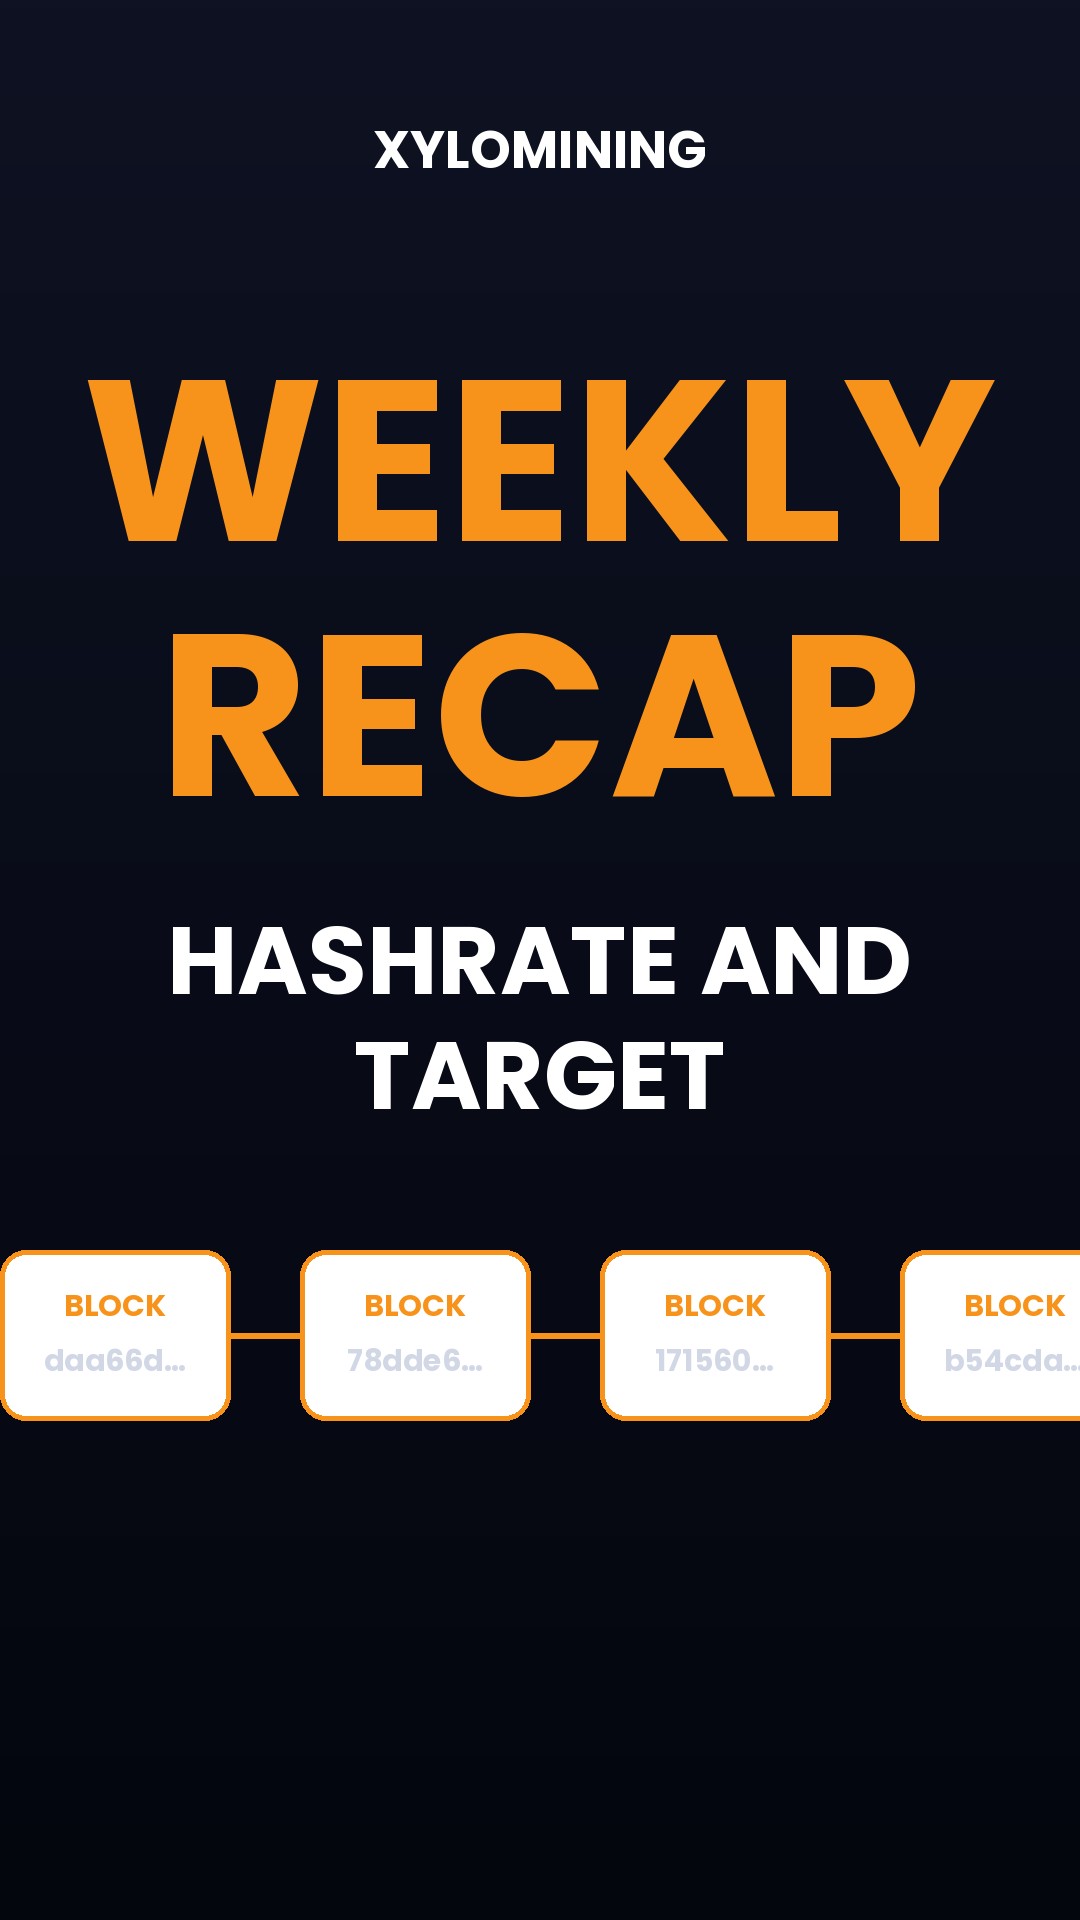 XYLOMINING
WEEKLY
RECAP
HASHRATE AND
TARGET
BLOCK BLOCK BLOCK BLOCK
daa66d... 78dde6... 171560... b54cda...